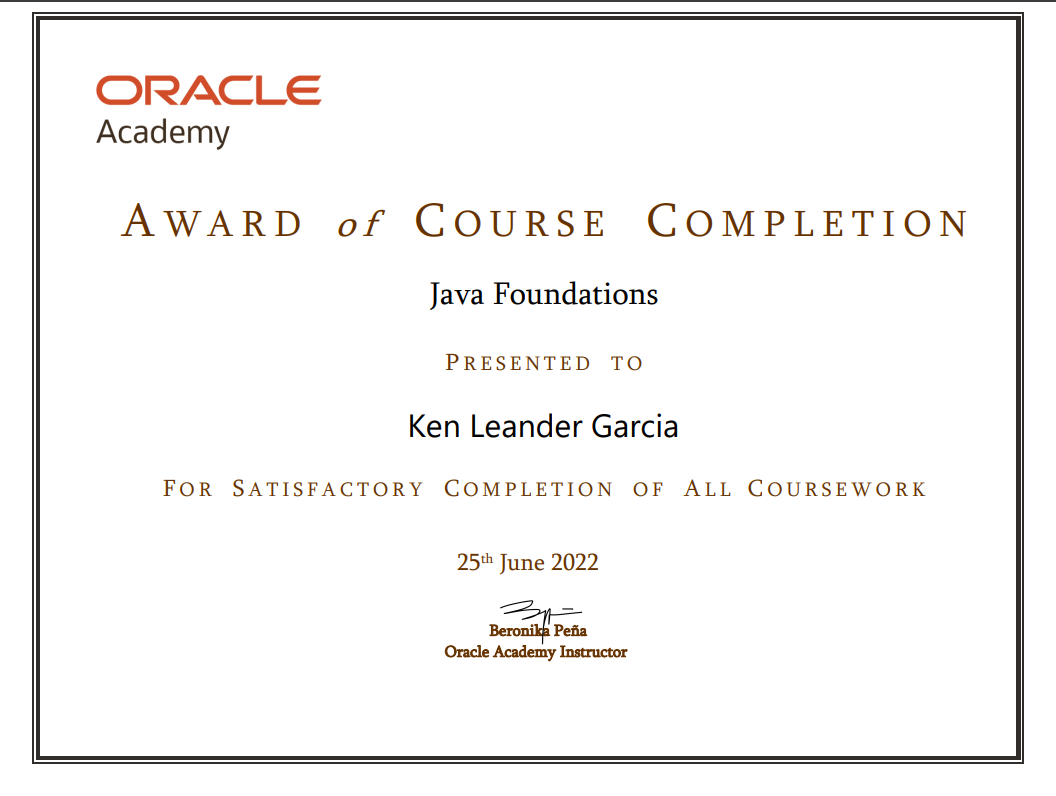 ORACLE
Academy
AWARD of COURSE COMPLETION
Java Foundations
PRESENTED TO
Ken Leander Garcia
FOR SATISFACTORY COMPLETION OF ALL COURSEWORK
25th June 2022
Beronika Peña
Oracle Academy Instructor